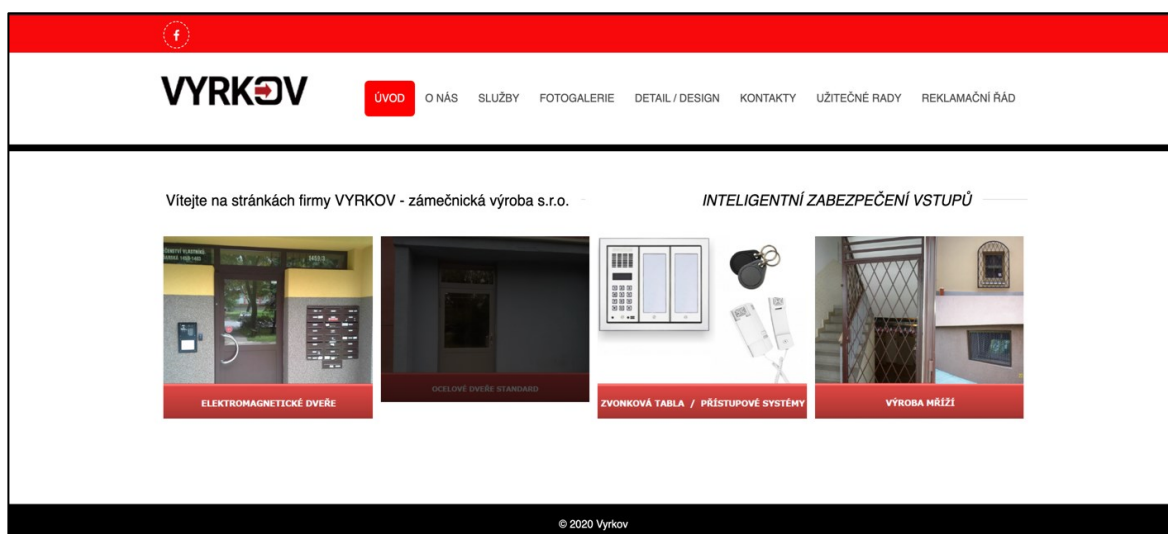 VYRKOV
ÚVOD O NÁS SLUŽBY FOTOGALERIE DETAIL / DESIGN KONTAKTY UŽITEČNÉ RADY REKLAMAČNÍ ŘÁD
Vítejte na stránkách firmy VYRKOV - zámečnická výroba s.r.o.
INTELIGENTNÍ ZABEZPEČENÍ VSTUPŮ
ELEKTROMAGNETICKÉ DVEŘE
OCELOVÉ DVEŘE STANDARD
ZVONKOVÁ TABLA / PŘÍSTUPOVÉ SYSTÉMY
VÝROBA MŘÍŽÍ
© 2020 Vyrkov